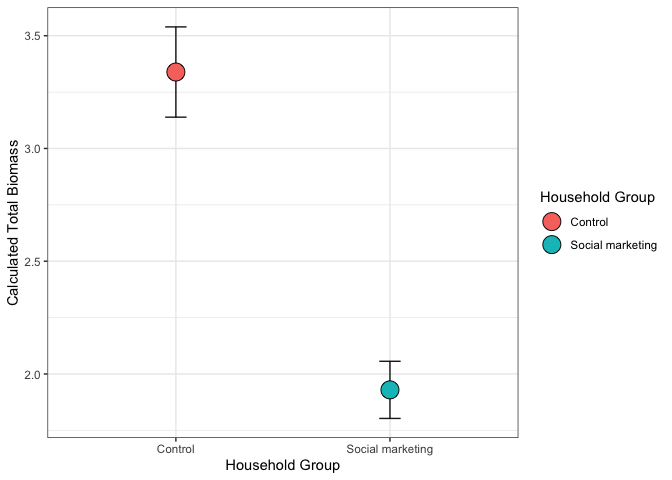 3.5
3.0
2.5
2.0
Calculated Total Biomass
Control
Social marketing
Household Group
Household Group
Control
Social marketing